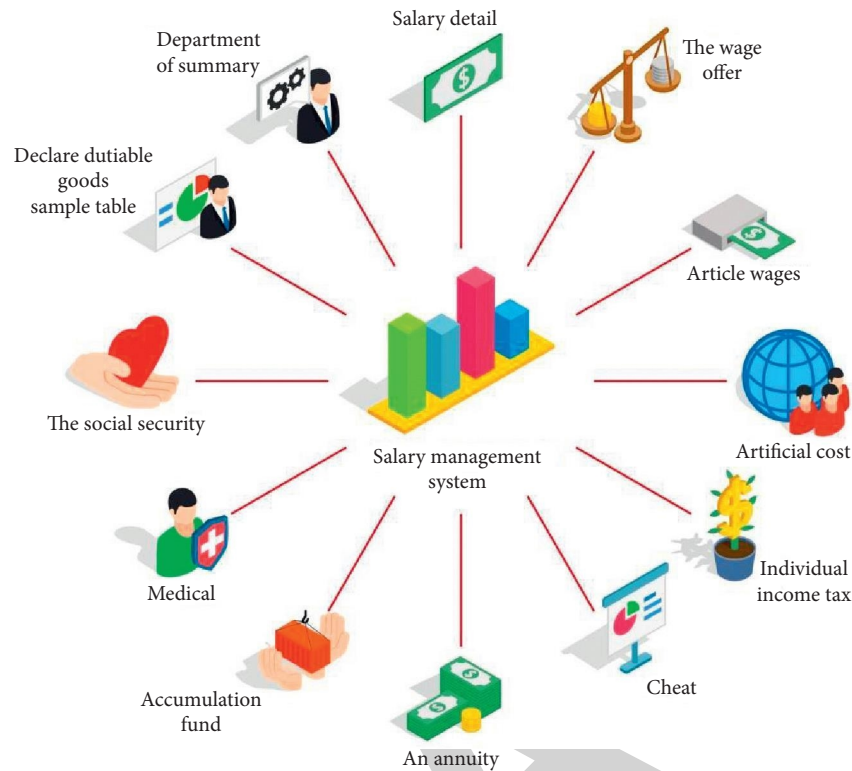 Salary detail
The wage
offer
Article wages
Artificial cost
Individual
income tax
Cheat
An annuity
Accumulation
fund
Medical
The social security
Declare dutiable
goods
sample table
Department
of summary
Salary management
system